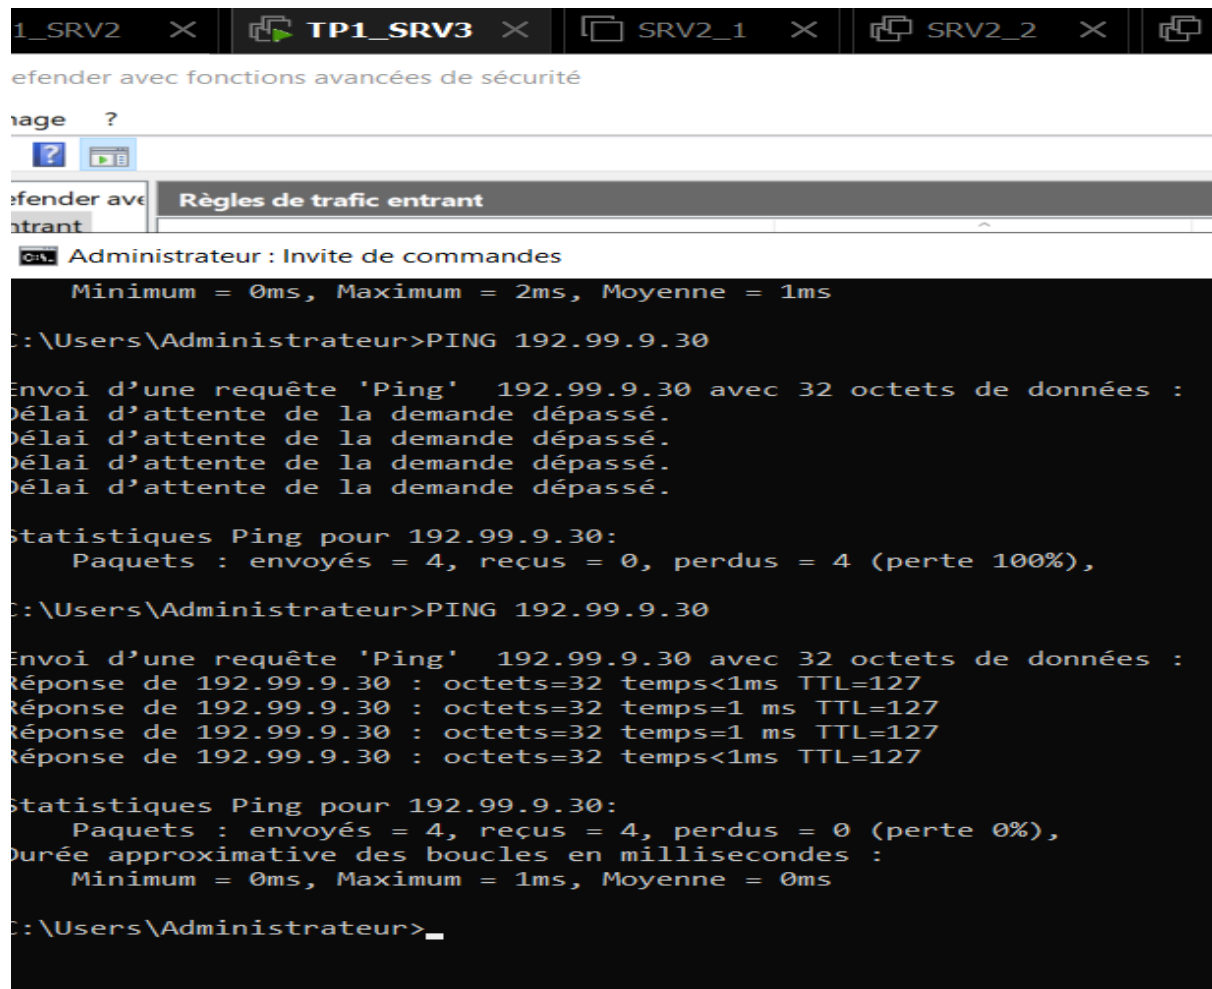 1_SRV2 TP1_SRV3 SRV2_1 SRV2_2
efender avec fonctions avancées de sécurité
nage ?
?
efender ave Règles de trafic entrant
ntrant
Administrateur : Invite de commandes
Minimum = 0ms, Maximum = 2ms, Moyenne = 1ms
C:\Users\Administrateur>PING 192.99.9.30
Envoi d’une requête 'Ping'  192.99.9.30 avec 32 octets de données :
Délai d’attente de la demande dépassé.
Délai d’attente de la demande dépassé.
Délai d’attente de la demande dépassé.
Délai d’attente de la demande dépassé.
Statistiques Ping pour 192.99.9.30:
Paquets : envoyés = 4, reçus = 0, perdus = 4 (perte 100%),
C:\Users\Administrateur>PING 192.99.9.30
Envoi d’une requête 'Ping'  192.99.9.30 avec 32 octets de données :
Réponse de 192.99.9.30 : octets=32 temps<1ms TTL=127
Réponse de 192.99.9.30 : octets=32 temps=1 ms TTL=127
Réponse de 192.99.9.30 : octets=32 temps=1 ms TTL=127
Réponse de 192.99.9.30 : octets=32 temps<1ms TTL=127
Statistiques Ping pour 192.99.9.30:
Paquets : envoyés = 4, reçus = 4, perdus = 0 (perte 0%),
Durée approximative des boucles en millisecondes :
Minimum = 0ms, Maximum = 1ms, Moyenne = 0ms
C:\Users\Administrateur>